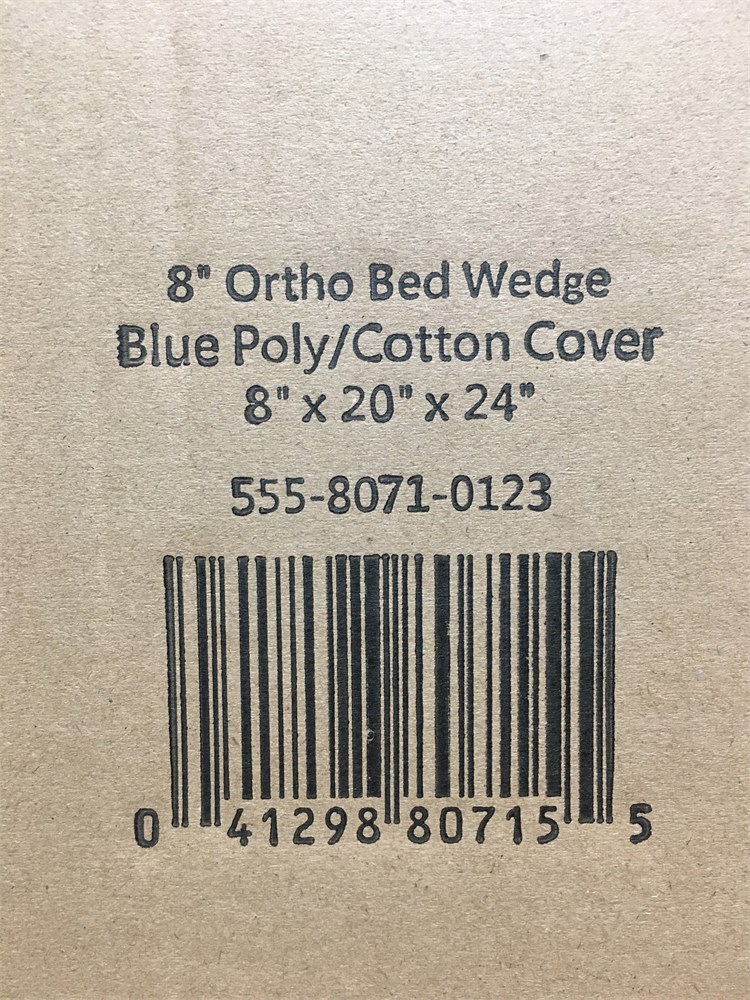 8" Ortho Bed Wedge
Blue Poly/Cotton Cover
8" x 20" x 24"
555-8071-0123
0 41298 80715 5